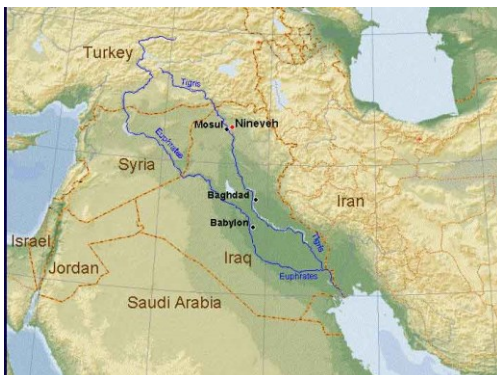 Turkey
Tigris
Mosul
Nineveh
Euphrates
Syria
Baghdad
Iran
Babylon
Israel
Tigris
Iraq
Jordan
Euphrates
Saudi Arabia